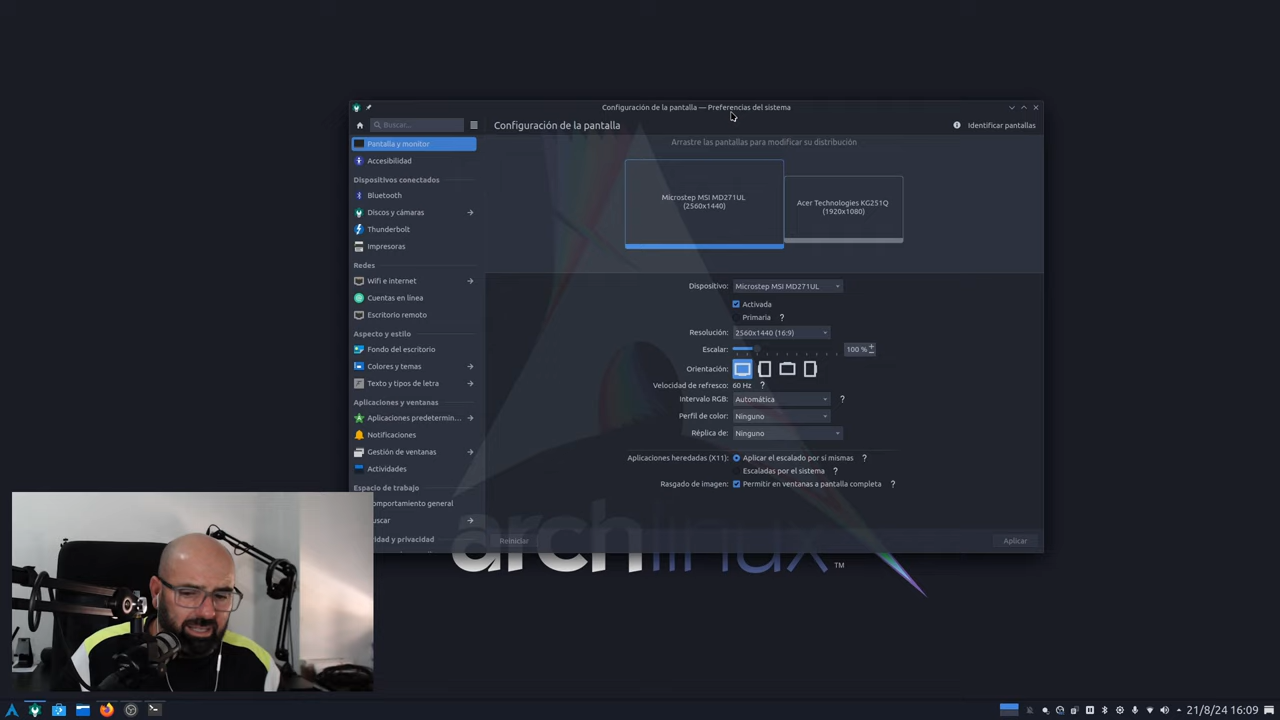 Configuración de la pantalla — Preferencias del sistema
Buscar...
Configuración de la pantalla
Identificar pantallas
Pantalla y monitor
Accesibilidad
Dispositivos conectados
Bluetooth
Discos y cámaras
Thunderbolt
Impresoras
Redes
Wifi e internet
Cuentas en línea
Escritorio remoto
Aspecto y estilo
Fondo del escritorio
Colores y temas
Texto y tipos de letra
Aplicaciones y ventanas
Aplicaciones predetermin...
Notificaciones
Gestión de ventanas
Actividades
Espacio de trabajo
omportamiento general
uscar
ridad y privacidad
Arrastre las pantallas para modificar su distribución
Microstep MSI MD271UL
(2560x1440)
Acer Technologies KG251Q
(1920x1080)
Dispositivo: Microstep MSI MD271UL
Activada
Primaria ?
Resolución: 2560x1440 (16:9)
Escalar: 100 %
Orientación:
Velocidad de refresco: 60 Hz ?
Intervalo RGB: Automática ?
Perfil de color: Ninguno
Réplica de: Ninguno
Aplicaciones heredadas (X11): Aplicar el escalado por sí mismas ?
Escaladas por el sistema ?
Rasgado de imagen: Permitir en ventanas a pantalla completa ?
Reiniciar
Aplicar
archlinux TM
21/8/24 16:09